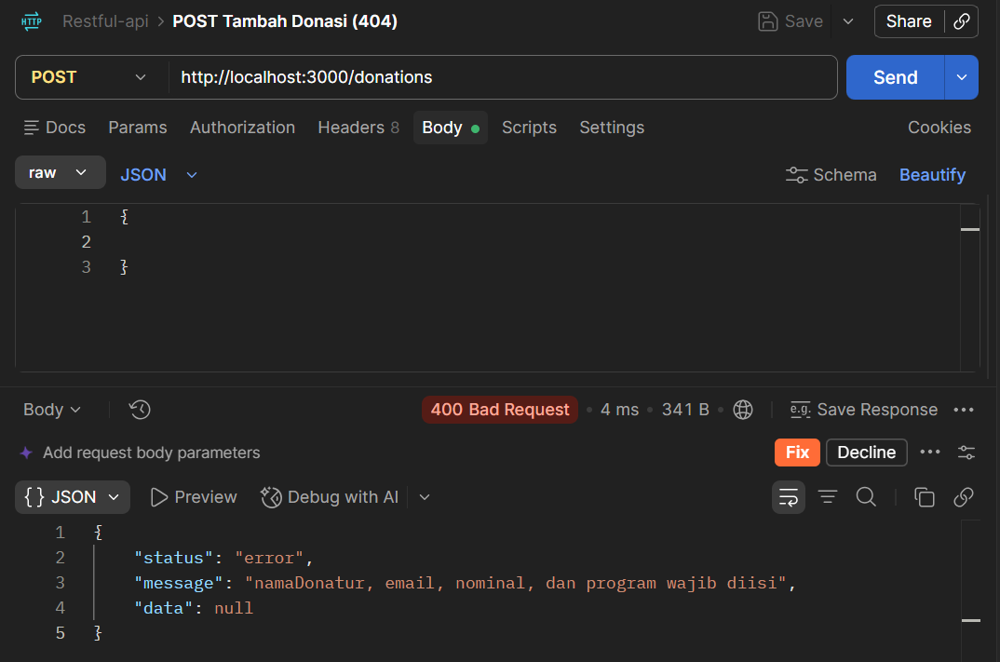 HTTP Restful-api > POST Tambah Donasi (404) Save Share
POST http://localhost:3000/donations Send
Docs Params Authorization Headers 8 Body Scripts Settings Cookies
raw JSON Schema Beautify
1 {
2
3 }
Body 400 Bad Request • 4 ms • 341 B • e.g. Save Response
Add request body parameters Fix Decline
{} JSON Preview Debug with AI
1 {
2 "status": "error",
3 "message": "namaDonatur, email, nominal, dan program wajib diisi",
4 "data": null
5 }